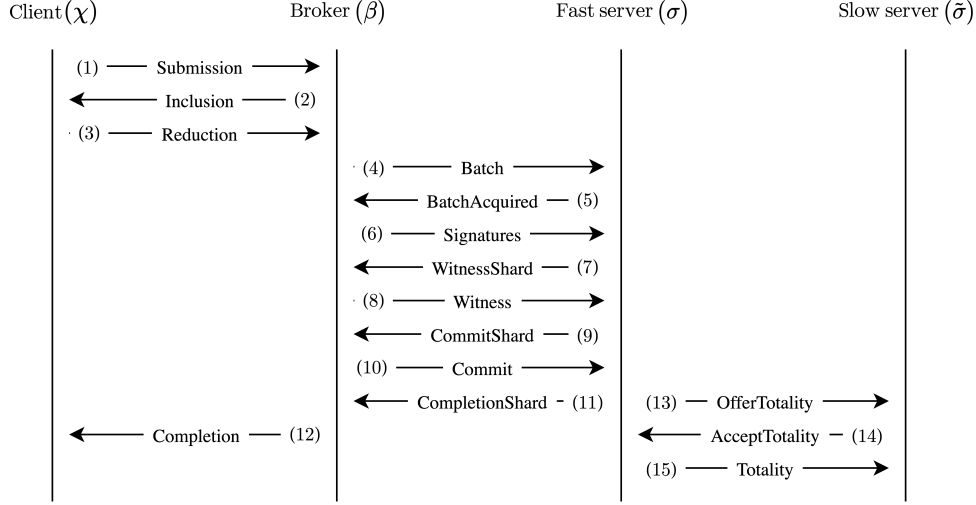 Client (χ) Broker (β) Fast server (σ) Slow server (σ̃)
(1) Submission
Inclusion (2)
(3) Reduction
(4) Batch
BatchAcquired (5)
(6) Signatures
WitnessShard (7)
(8) Witness
CommitShard (9)
(10) Commit
CompletionShard (11) (13) OfferTotality
Completion (12) AcceptTotality (14)
(15) Totality